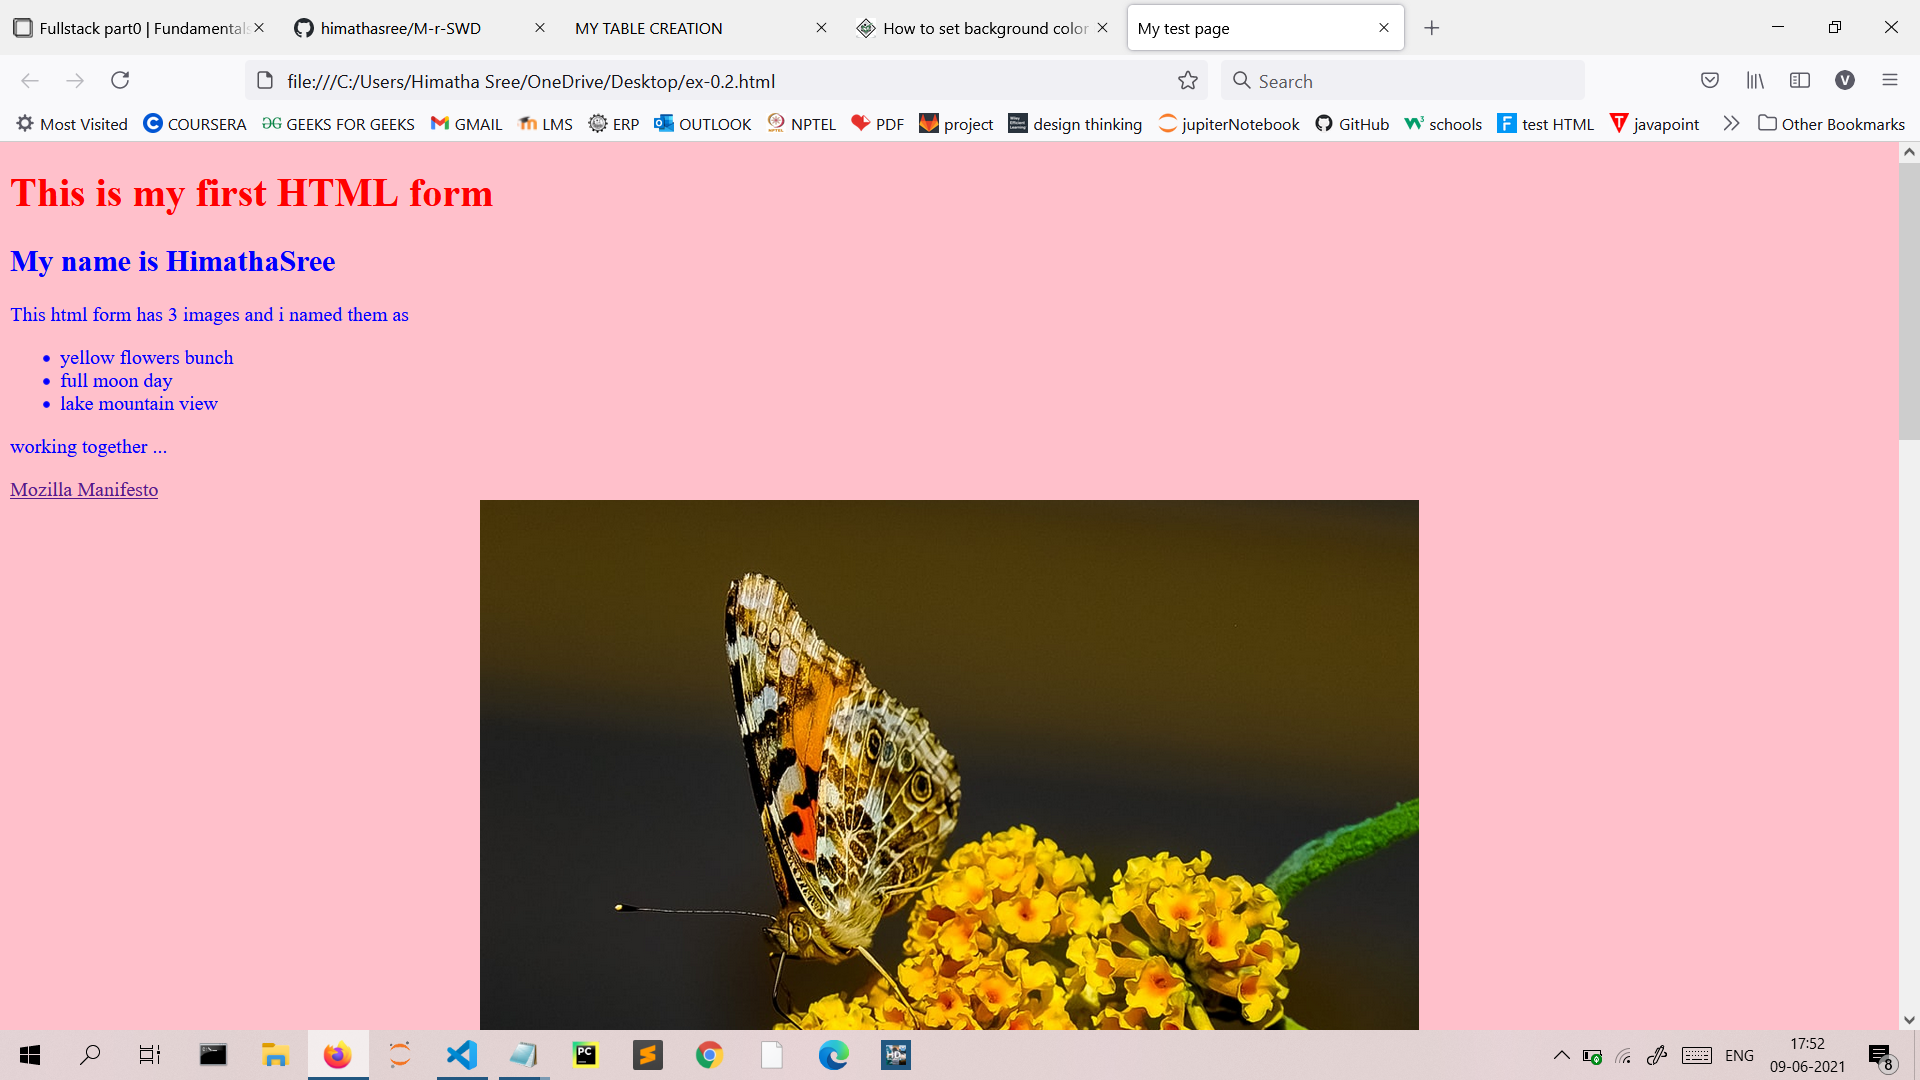 Fullstack part0 | Fundamentals
himathasree/M-r-SWD
MY TABLE CREATION
How to set background color
My test page
file:///C:/Users/Himatha Sree/OneDrive/Desktop/ex-0.2.html
Search
V
Most Visited
COURSERA
GEEKS FOR GEEKS
GMAIL
LMS
ERP
OUTLOOK
NPTEL
PDF
project
design thinking
jupiterNotebook
GitHub
schools
test HTML
javapoint
Other Bookmarks
This is my first HTML form
My name is HimathaSree
This html form has 3 images and i named them as
yellow flowers bunch
full moon day
lake mountain view
working together ...
Mozilla Manifesto
ENG
17:52
09-06-2021
8